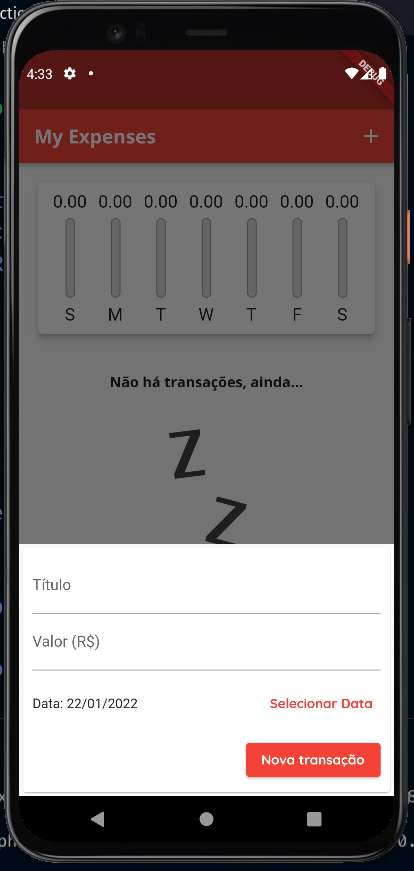 4:33
DEBUG
My Expenses +
0.00 0.00 0.00 0.00 0.00 0.00 0.00
S M T W T F S
Não há transações, ainda...
Z
Z
Título
Valor (R$)
Data: 22/01/2022 Selecionar Data
Nova transação